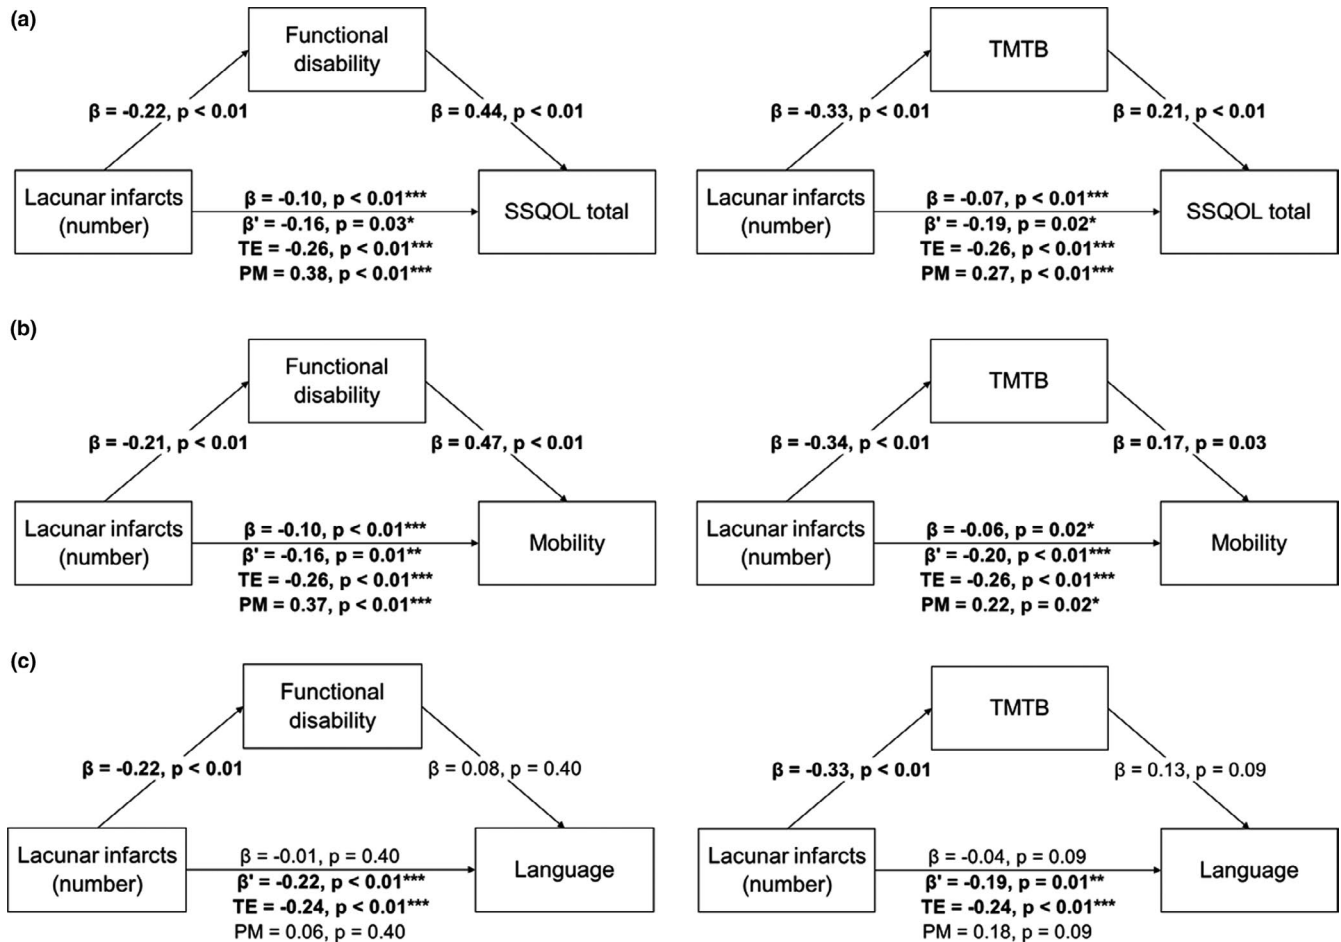 (a)
Functional
disability
β = -0.22, p < 0.01
β = 0.44, p < 0.01
Lacunar infarcts
(number)
β = -0.10, p < 0.01***
β' = -0.16, p = 0.03*
TE = -0.26, p < 0.01***
PM = 0.38, p < 0.01***
SSQOL total
TMTB
β = -0.33, p < 0.01
β = 0.21, p < 0.01
Lacunar infarcts
(number)
β = -0.07, p < 0.01***
β' = -0.19, p = 0.02*
TE = -0.26, p < 0.01***
PM = 0.27, p < 0.01***
SSQOL total
(b)
Functional
disability
β = -0.21, p < 0.01
β = 0.47, p < 0.01
Lacunar infarcts
(number)
β = -0.10, p < 0.01***
β' = -0.16, p = 0.01**
TE = -0.26, p < 0.01***
PM = 0.37, p < 0.01***
Mobility
TMTB
β = -0.34, p < 0.01
β = 0.17, p = 0.03
Lacunar infarcts
(number)
β = -0.06, p = 0.02*
β' = -0.20, p < 0.01***
TE = -0.26, p < 0.01***
PM = 0.22, p = 0.02*
Mobility
(c)
Functional
disability
β = -0.22, p < 0.01
β = 0.08, p = 0.40
Lacunar infarcts
(number)
β = -0.01, p = 0.40
β' = -0.22, p < 0.01***
TE = -0.24, p < 0.01***
PM = 0.06, p = 0.40
Language
TMTB
β = -0.33, p < 0.01
β = 0.13, p = 0.09
Lacunar infarcts
(number)
β = -0.04, p = 0.09
β' = -0.19, p = 0.01**
TE = -0.24, p < 0.01***
PM = 0.18, p = 0.09
Language